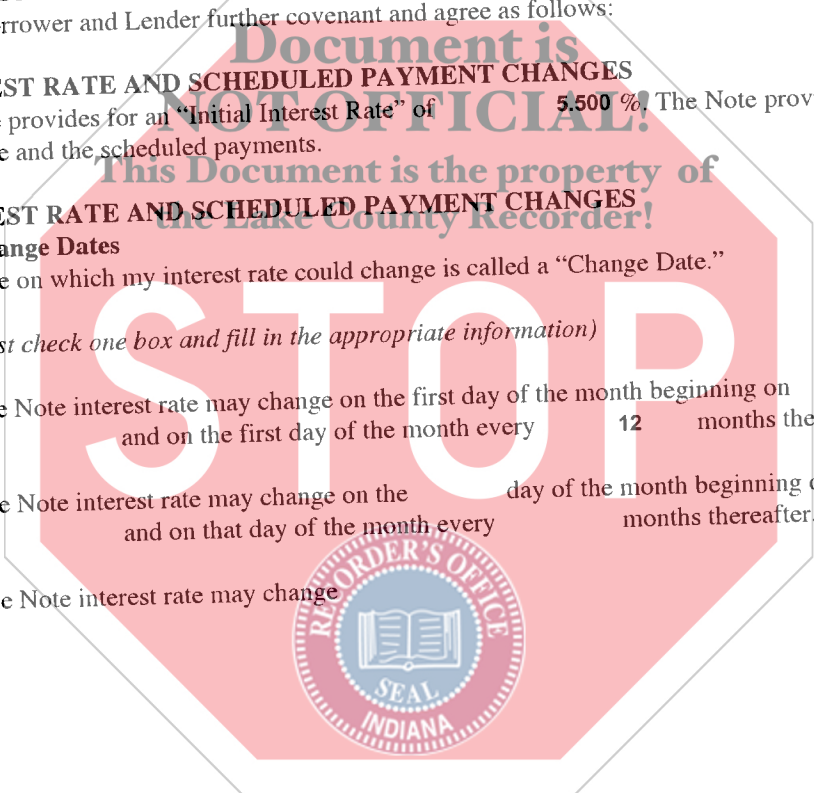 rrower and Lender further covenant and agree as follows:
Document is
EST RATE AND SCHEDULED PAYMENT CHANGES
NOT OFFICIAL!
provides for an “Initial Interest Rate” of 5.500 %. The Note prov
e and the scheduled payments.
This Document is the property of
EST RATE AND SCHEDULED PAYMENT CHANGES
the Lake County Recorder!
ange Dates
e on which my interest rate could change is called a “Change Date.”
STOP
st check one box and fill in the appropriate information)
e Note interest rate may change on the first day of the month beginning on
and on the first day of the month every 12 months the
e Note interest rate may change on the day of the month beginning o
and on that day of the month every months thereafter.
e Note interest rate may change
RECORDER'S OFFICE
SEAL
INDIANA